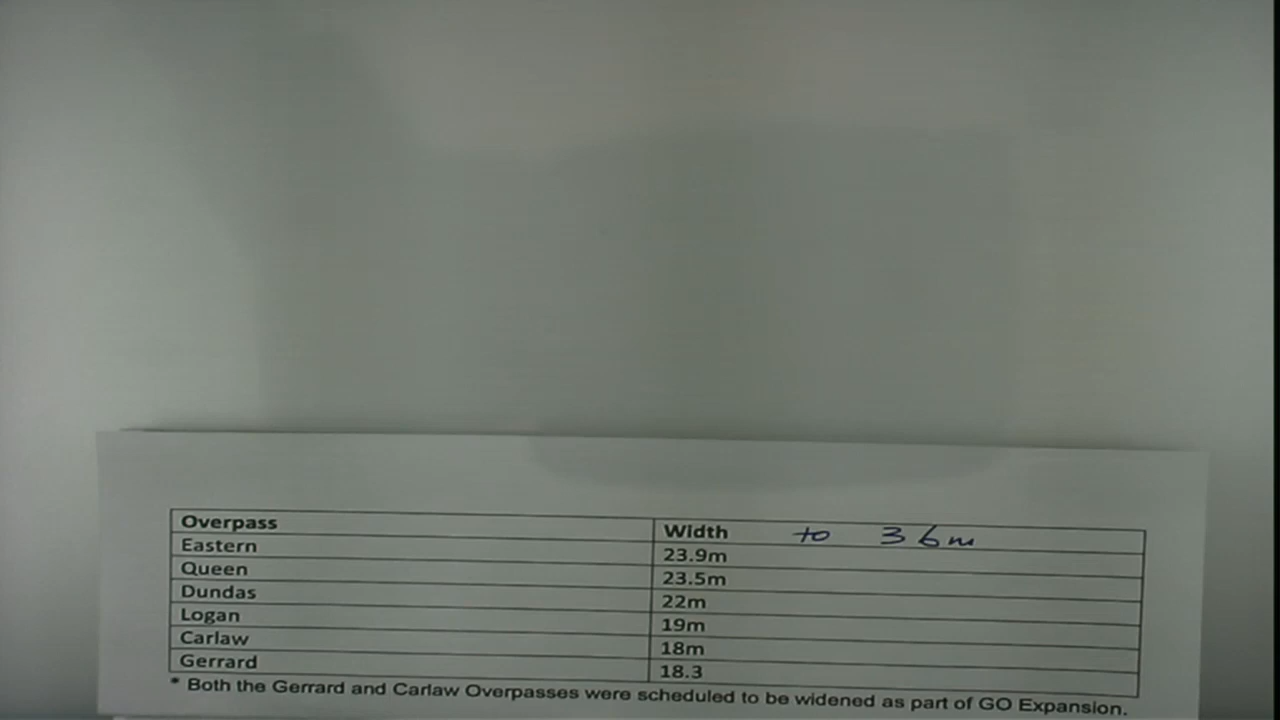 Overpass Width to 36m
Eastern 23.9m
Queen 23.5m
Dundas 22m
Logan 19m
Carlaw 18m
Gerrard 18.3
* Both the Gerrard and Carlaw Overpasses were scheduled to be widened as part of GO Expansion.